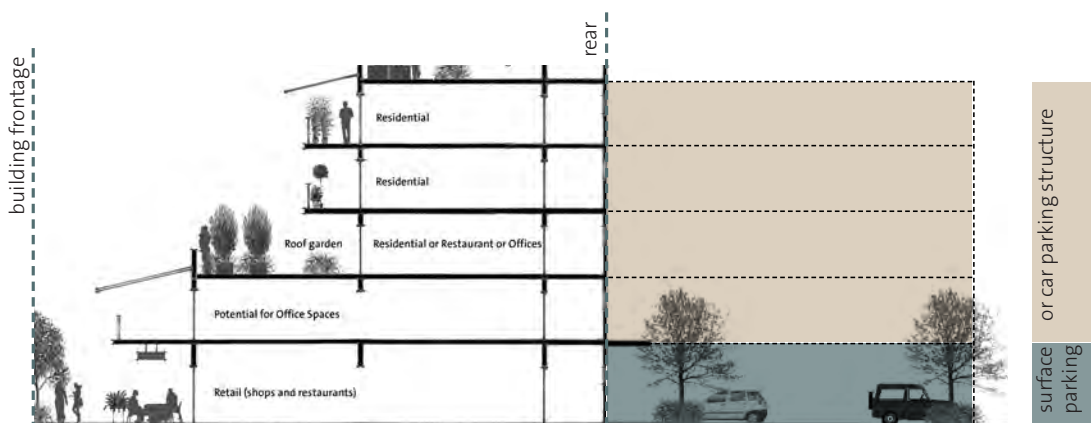 building frontage
rear
Residential
Residential
Roof garden
Residential or Restaurant or Offices
Potential for Office Spaces
Retail (shops and restaurants)
or car parking structure
surface
parking